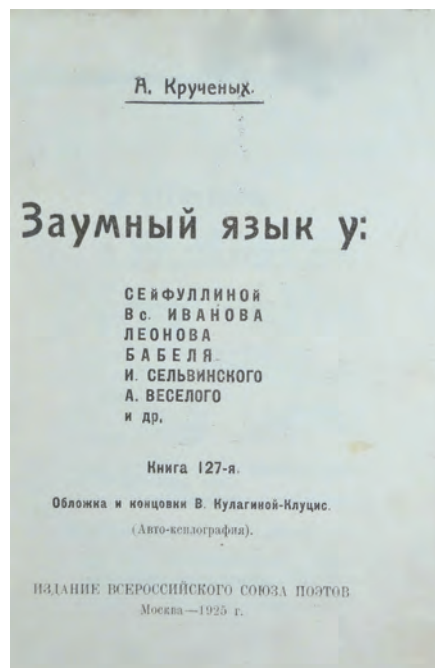 А. Крученых.
Заумный язык у:
СЕйФУЛЛИНОй
Вс. ИВАНОВА
ЛЕОНОВА
БАБЕЛЯ
И. СЕЛЬВИНСКОГО
А. ВЕСЕЛОГО
и др.
Книга 127-я.
Обложка и концовки В. Кулагиной-Клуцис.
(Авто-ксилография).
ИЗДАНИЕ ВСЕРОССИЙСКОГО СОЮЗА ПОЭТОВ
Москва—1925 г.